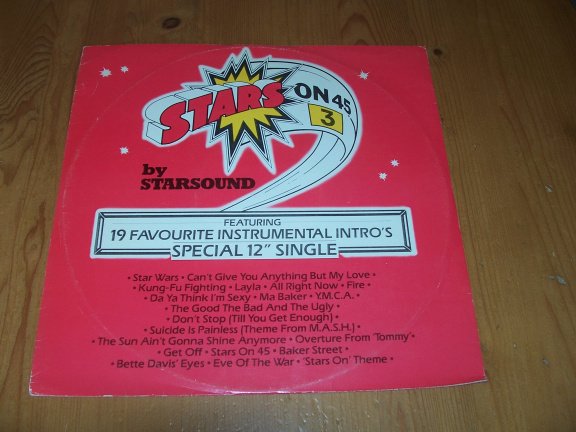 STARS ON 45
3
by
STARSOUND
FEATURING
19 FAVOURITE INSTRUMENTAL INTRO'S
SPECIAL 12" SINGLE
• Star Wars • Can't Give You Anything But My Love •
• Kung-Fu Fighting • Layla • All Right Now • Fire •
• Da Ya Think I'm Sexy • Ma Baker • Y.M.C.A. •
• The Good The Bad And The Ugly •
• Don't Stop (Till You Get Enough) •
• Suicide Is Painless (Theme From M.A.S.H.) •
• The Sun Ain't Gonna Shine Anymore • Overture From 'Tommy' •
• Get Off • Stars On 45 • Baker Street •
• Bette Davis' Eyes • Eve Of The War • 'Stars On' Theme •